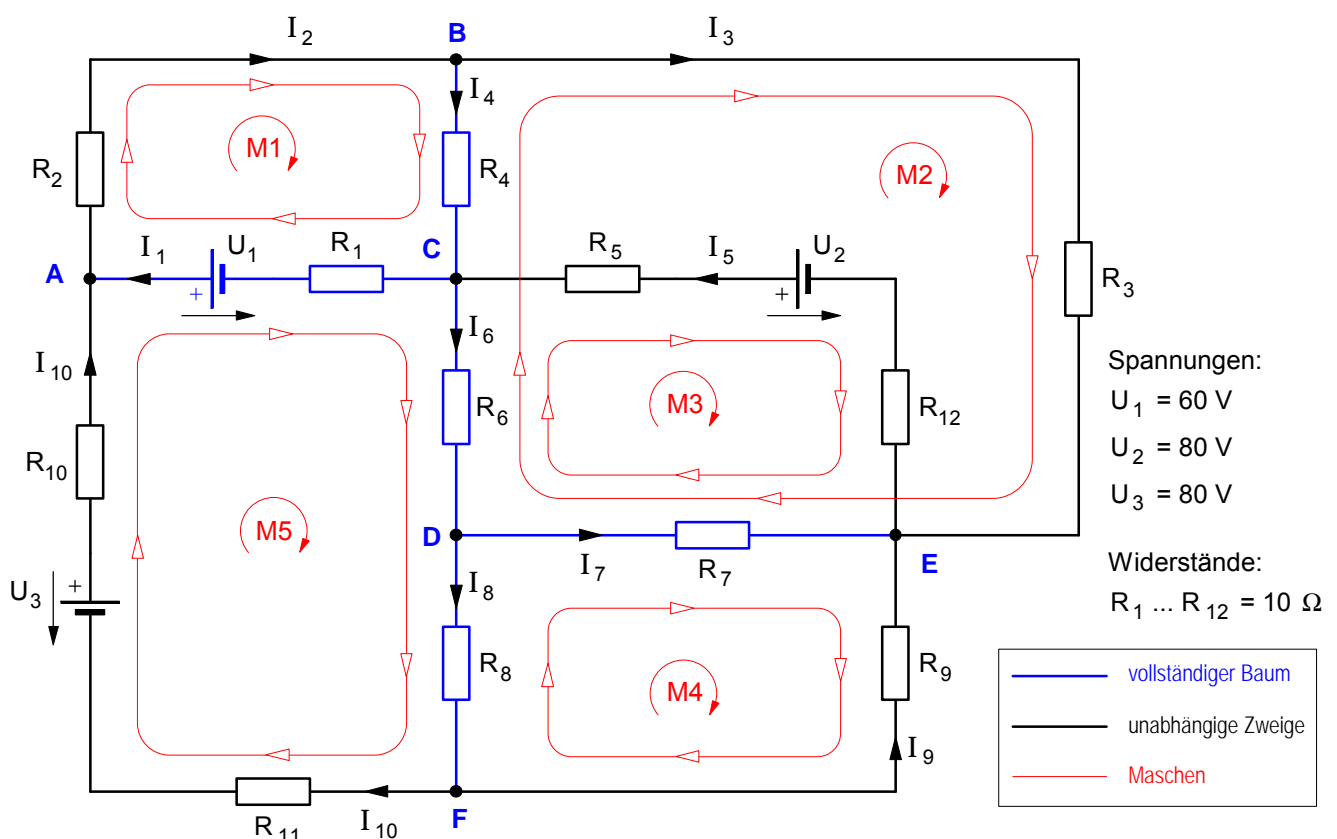 I2
B
I3
I4
M1
M2
R2
R4
A
I1
U1
R1
C
R5
I5
U2
R3
+
+
I6
I10
R6
M3
R12
Spannungen:
U1 = 60 V
U2 = 80 V
U3 = 80 V
R10
M5
D
I7
R7
E
Widerstände:
R1 ... R12 = 10 Ω
U3
+
I8
R8
M4
R9
vollständiger Baum
unabhängige Zweige
Maschen
I9
R11
I10
F